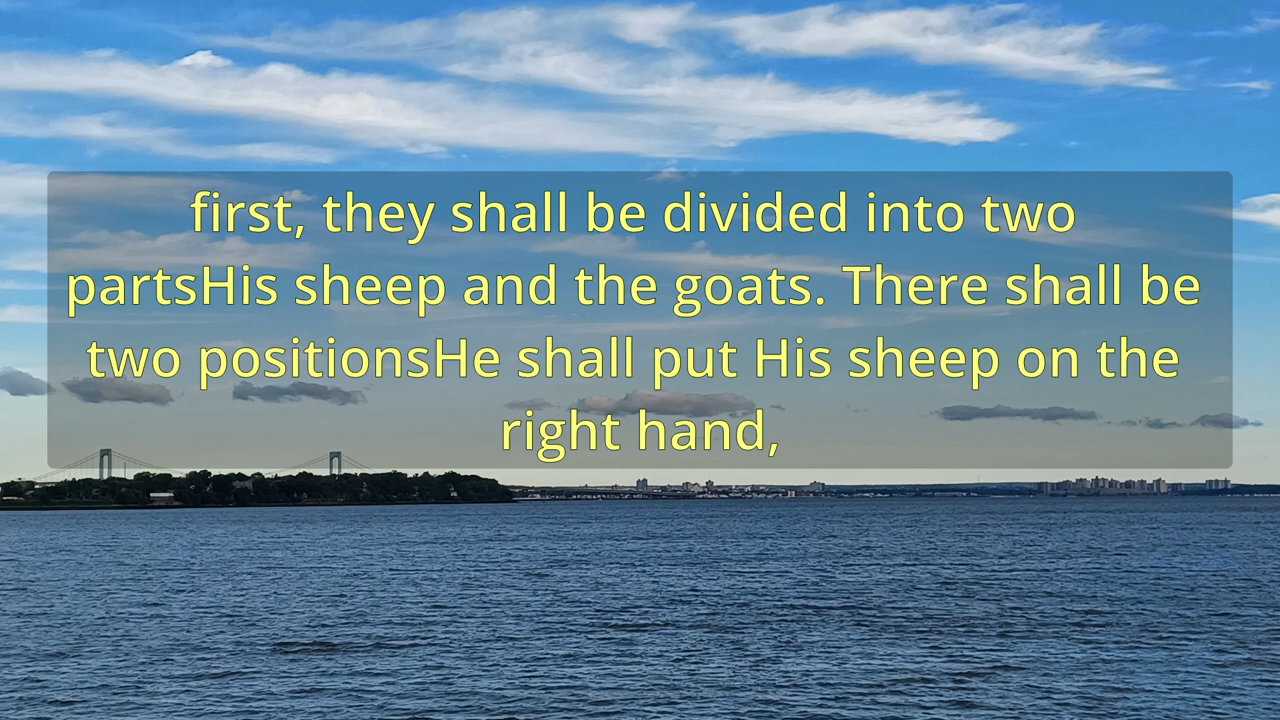 first, they shall be divided into two
partsHis sheep and the goats. There shall be
two positionsHe shall put His sheep on the
right hand,